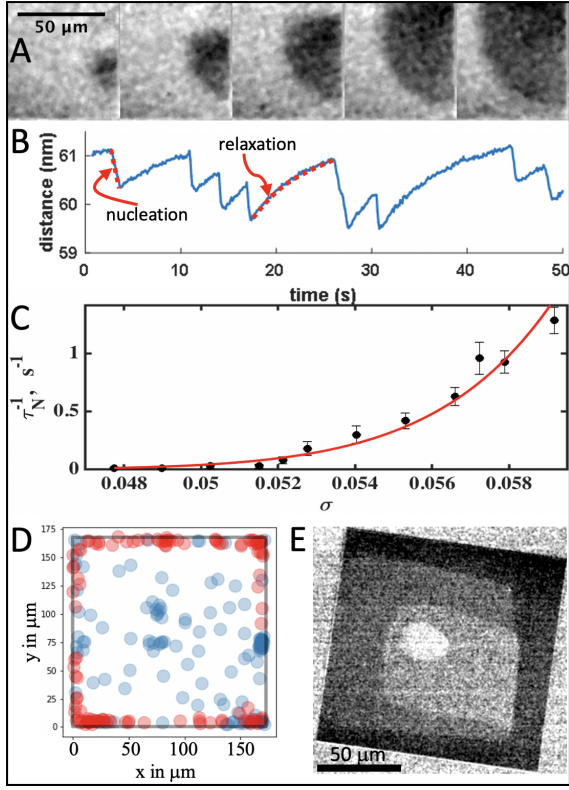 50 µm
A
B
relaxation
61
60
59
distance (nm)
nucleation
0
10
20
30
40
50
time (s)
C
1
0.5
0
τ_N^-1, s^-1
0.048
0.05
0.052
0.054
0.056
0.058
σ
D
E
175
150
125
100
75
50
25
0
y in µm
0
50
100
150
x in µm
50 µm